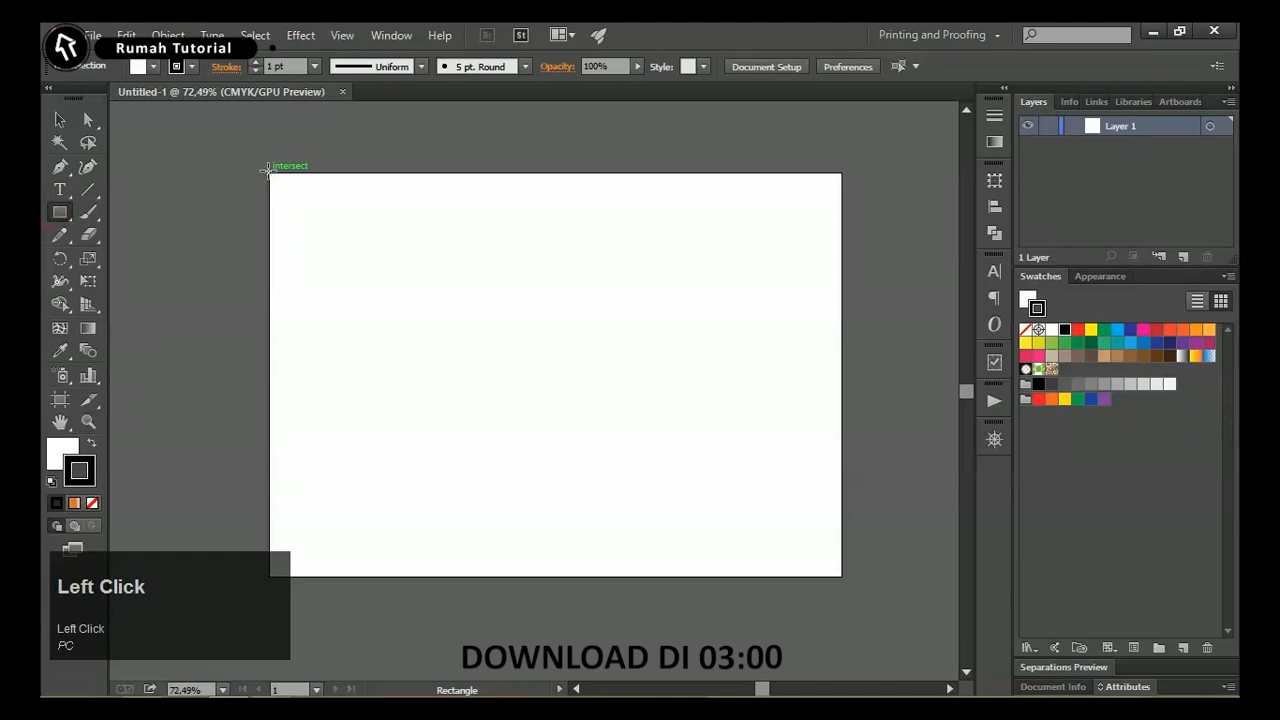 File Edit Object Type Select Effect View Window Help Br St Printing and Proofing
Rumah Tutorial
Stroke: 1 pt Uniform 5 pt. Round Opacity: 100% Style: Document Setup Preferences
Untitled-1 @ 72,49% (CMYK/GPU Preview)
Layers Info Links Libraries Artboards
Layer 1
intersect
1 Layer
Swatches Appearance
Left Click
Left Click
PC
DOWNLOAD DI 03:00
Separations Preview
Document Info Attributes
72,49% 1 Rectangle